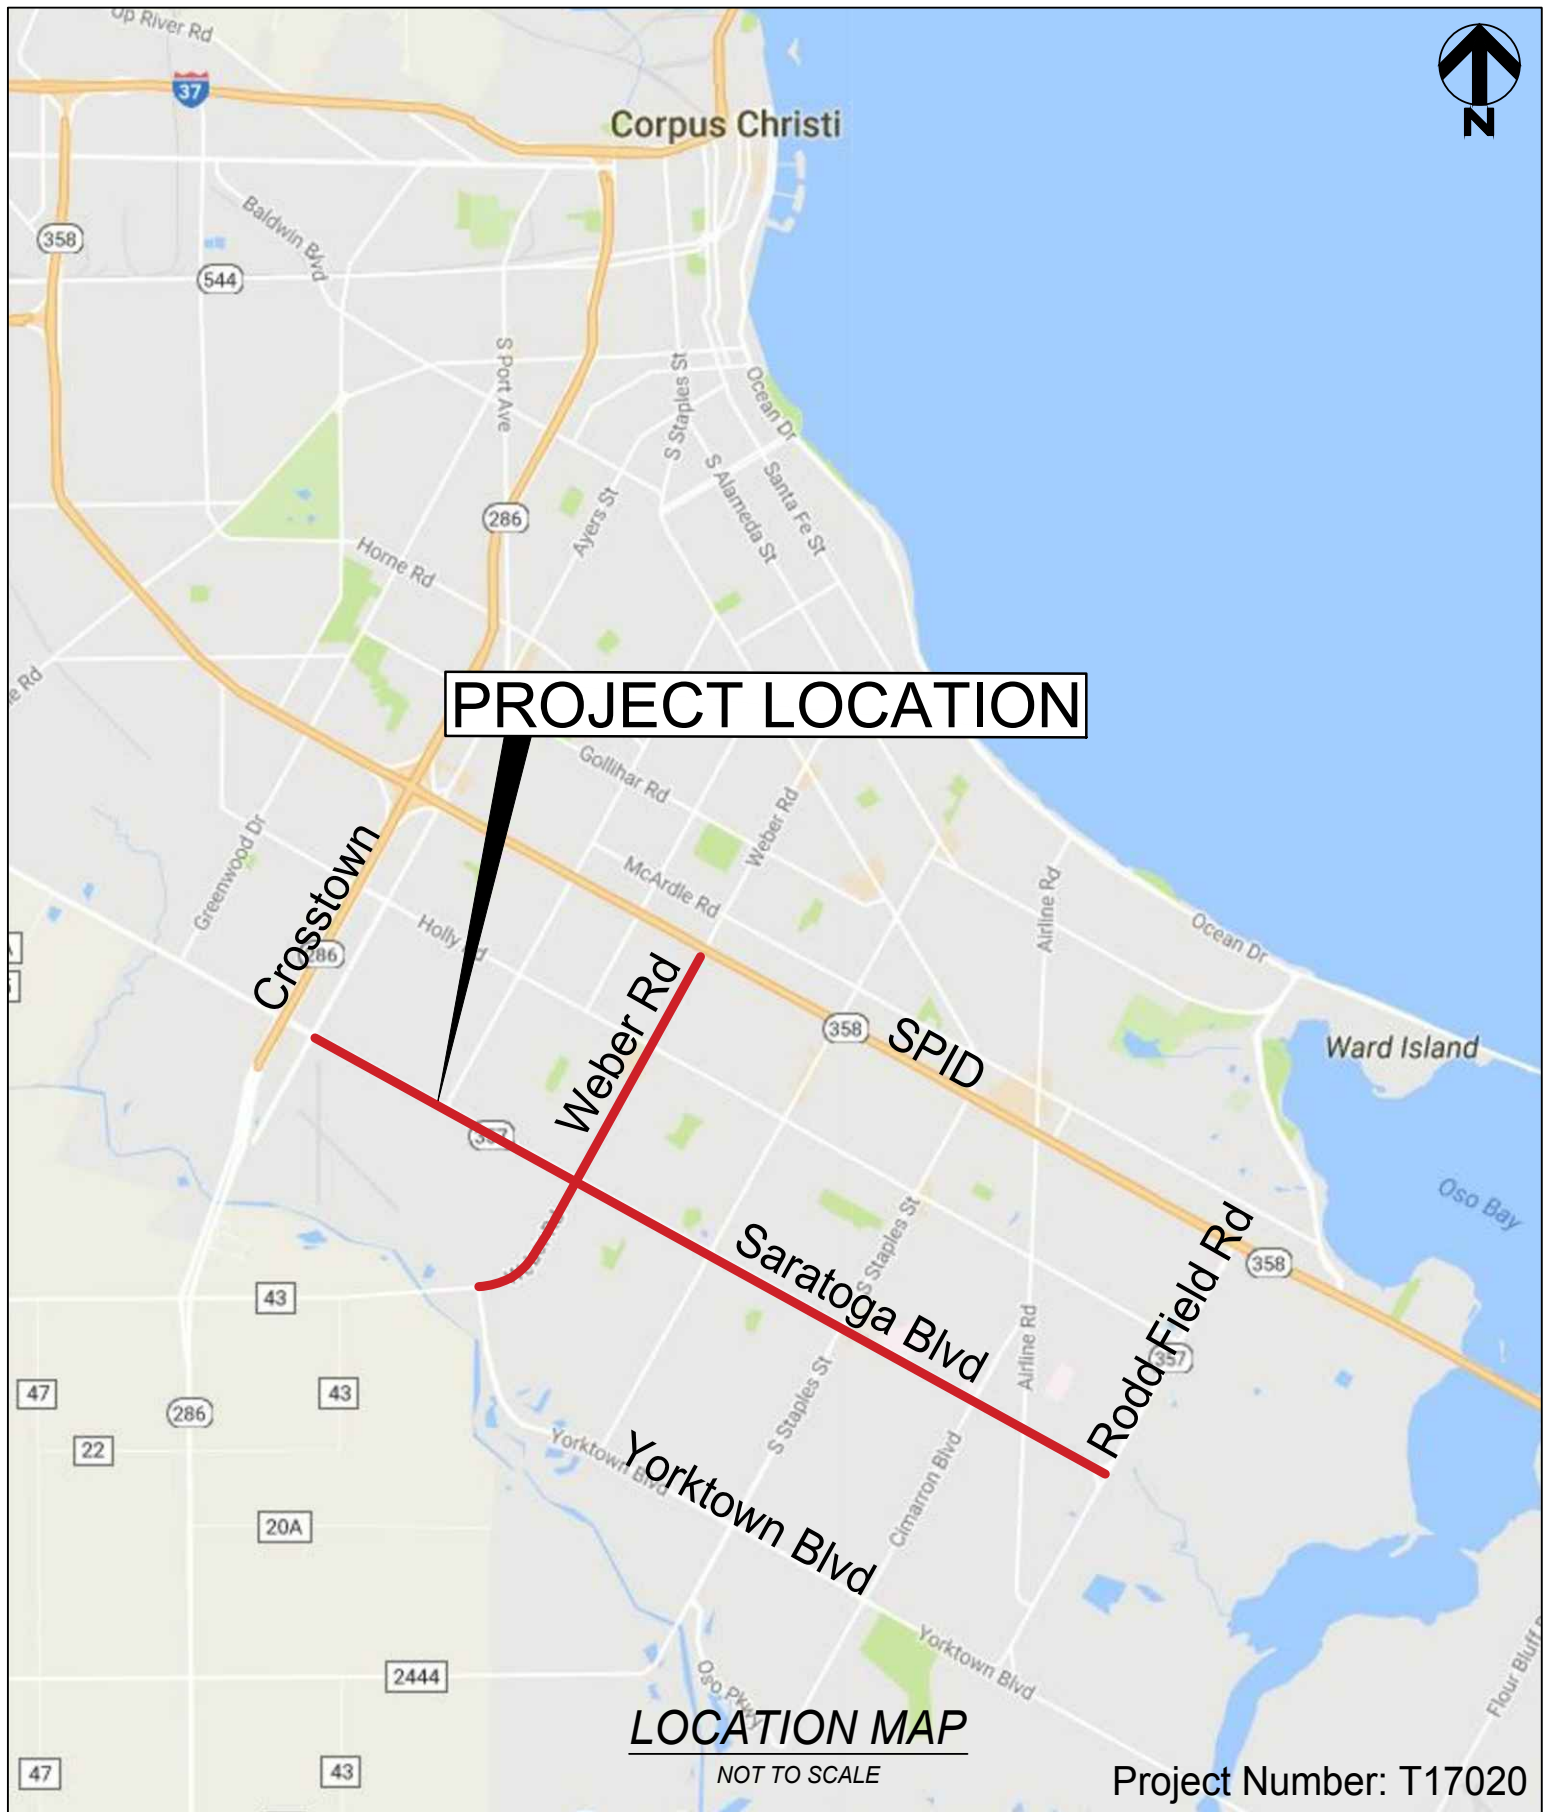 Up River Rd
37
Corpus Christi
N
Baldwin Blvd
358
544
S Port Ave
S Staples St
Ocean Dr
S Alameda St
Santa Fe St
286
Ayers St
Horne Rd
PROJECT LOCATION
Gollihar Rd
Weber Rd
Greenwood Dr
Crosstown
McArdle Rd
Airline Rd
Holly Rd
286
Ocean Dr
Weber Rd
358
SPID
Ward Island
357
Oso Bay
Weber Rd
Saratoga Blvd
S Staples St
Rodd Field Rd
358
43
Airline Rd
357
47
43
286
S Staples St
22
Yorktown Blvd
Yorktown Blvd
Cimarron Blvd
20A
Yorktown Blvd
2444
Oso Pkwy
Flour Bluff
LOCATION MAP
NOT TO SCALE
47
43
Project Number: T17020